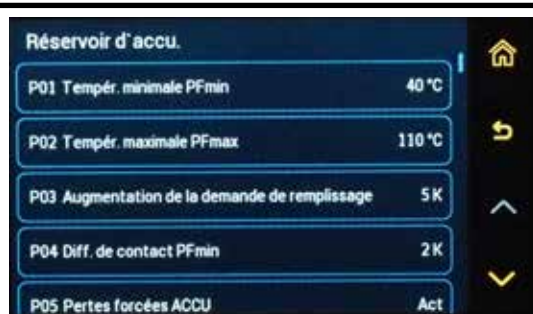 Réservoir d'accu.
P01 Tempér. minimale PFmin 40 °C
P02 Tempér. maximale PFmax 110 °C
P03 Augmentation de la demande de remplissage 5 K
P04 Diff. de contact PFmin 2 K
P05 Pertes forcées ACCU Act